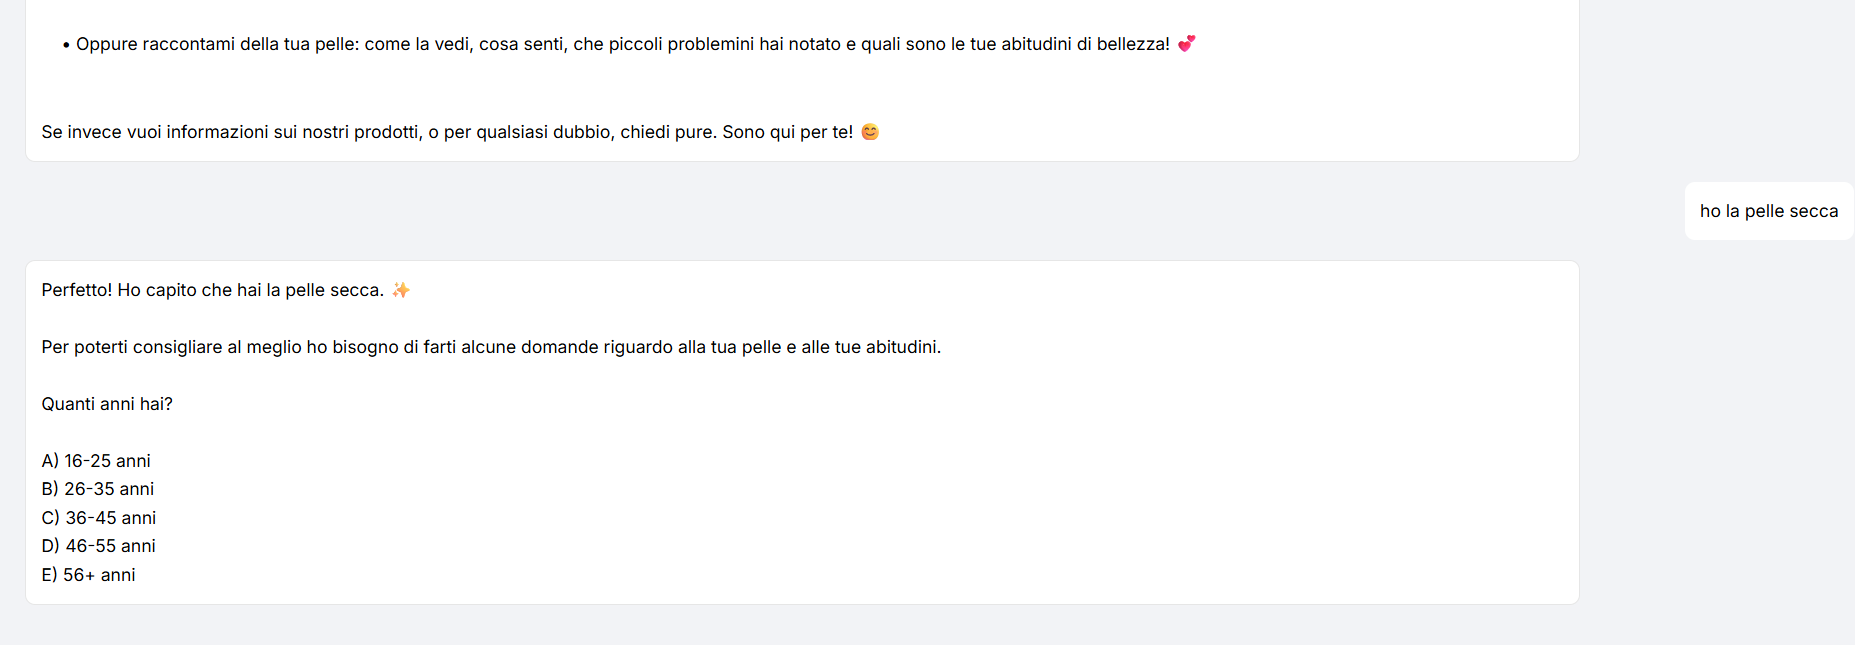 • Oppure raccontami della tua pelle: come la vedi, cosa senti, che piccoli problemini hai notato e quali sono le tue abitudini di bellezza! 💕
Se invece vuoi informazioni sui nostri prodotti, o per qualsiasi dubbio, chiedi pure. Sono qui per te! 😊
ho la pelle secca
Perfetto! Ho capito che hai la pelle secca. ✨
Per poterti consigliare al meglio ho bisogno di farti alcune domande riguardo alla tua pelle e alle tue abitudini.
Quanti anni hai?
A) 16-25 anni
B) 26-35 anni
C) 36-45 anni
D) 46-55 anni
E) 56+ anni